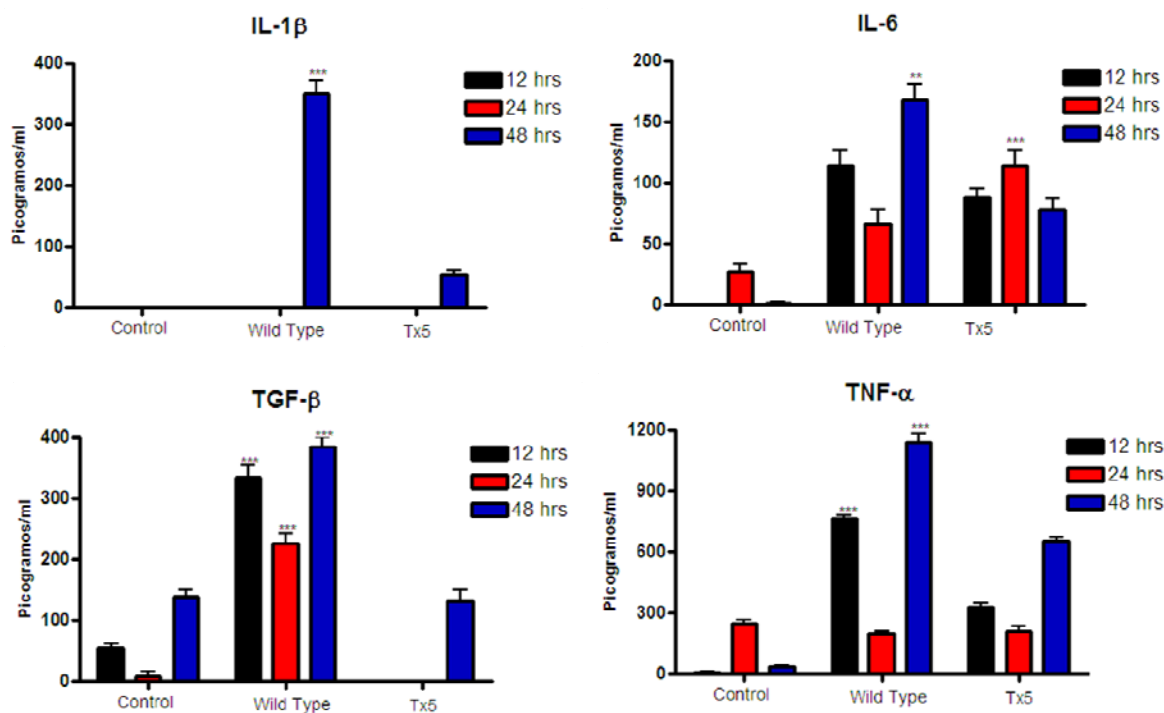 IL-1β
400
300
200
100
0
Picogramos/ml
***
Control
Wild Type
Tx5
12 hrs
24 hrs
48 hrs
IL-6
200
150
100
50
0
Picogramos/ml
**
***
Control
Wild Type
Tx5
12 hrs
24 hrs
48 hrs
TGF-β
400
300
200
100
0
Picogramos/ml
***
***
***
Control
Wild Type
Tx5
12 hrs
24 hrs
48 hrs
TNF-α
1200
900
600
300
0
Picogramos/ml
***
***
Control
Wild Type
Tx5
12 hrs
24 hrs
48 hrs